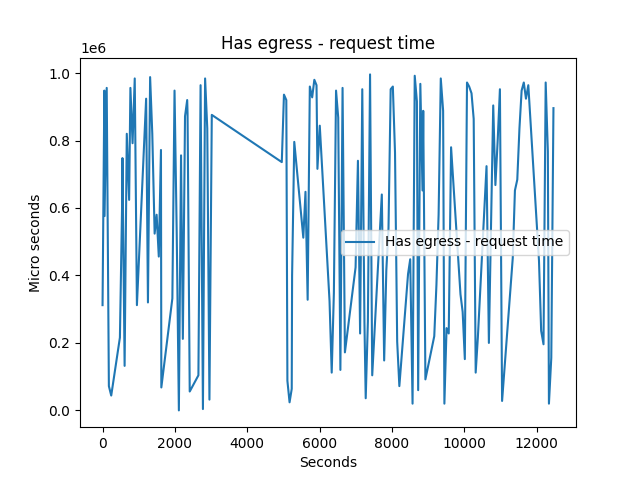 Has egress - request time
1e6
1.0
0.8
0.6
0.4
0.2
0.0
Micro seconds
Has egress - request time
0 2000 4000 6000 8000 10000 12000
Seconds